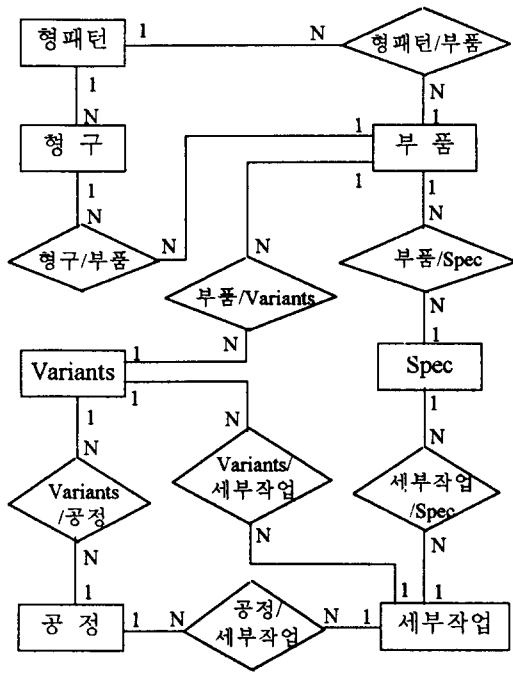 형패턴
1
N
형패턴/부품
1
N
N
1
형 구
1
부 품
1
1
1
N
N
형구/부품
N
부품/Spec
부품/Variants
N
N
1
1
Variants
1
Spec
1
1
N
N
N
Variants
/공정
Variants/
세부작업
세부작업
/Spec
N
N
N
1
1
1
공 정
1
N
공정/
세부작업
N
1
세부작업